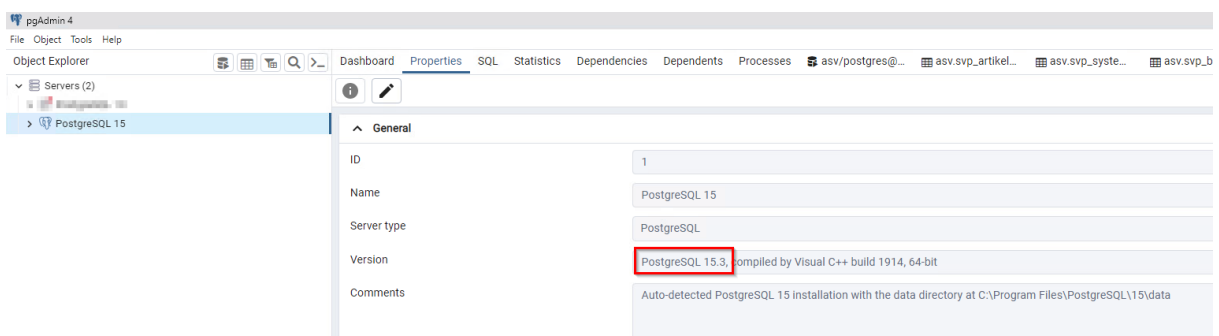 pgAdmin 4
File Object Tools Help
Object Explorer
Dashboard Properties SQL Statistics Dependencies Dependents Processes asv/postgres@... asv.svp_artikel... asv.svp_syste... asv.svp_b
Servers (2)
PostgreSQL 15
General
ID
1
Name
PostgreSQL 15
Server type
PostgreSQL
Version
PostgreSQL 15.3, compiled by Visual C++ build 1914, 64-bit
Comments
Auto-detected PostgreSQL 15 installation with the data directory at C:\Program Files\PostgreSQL\15\data